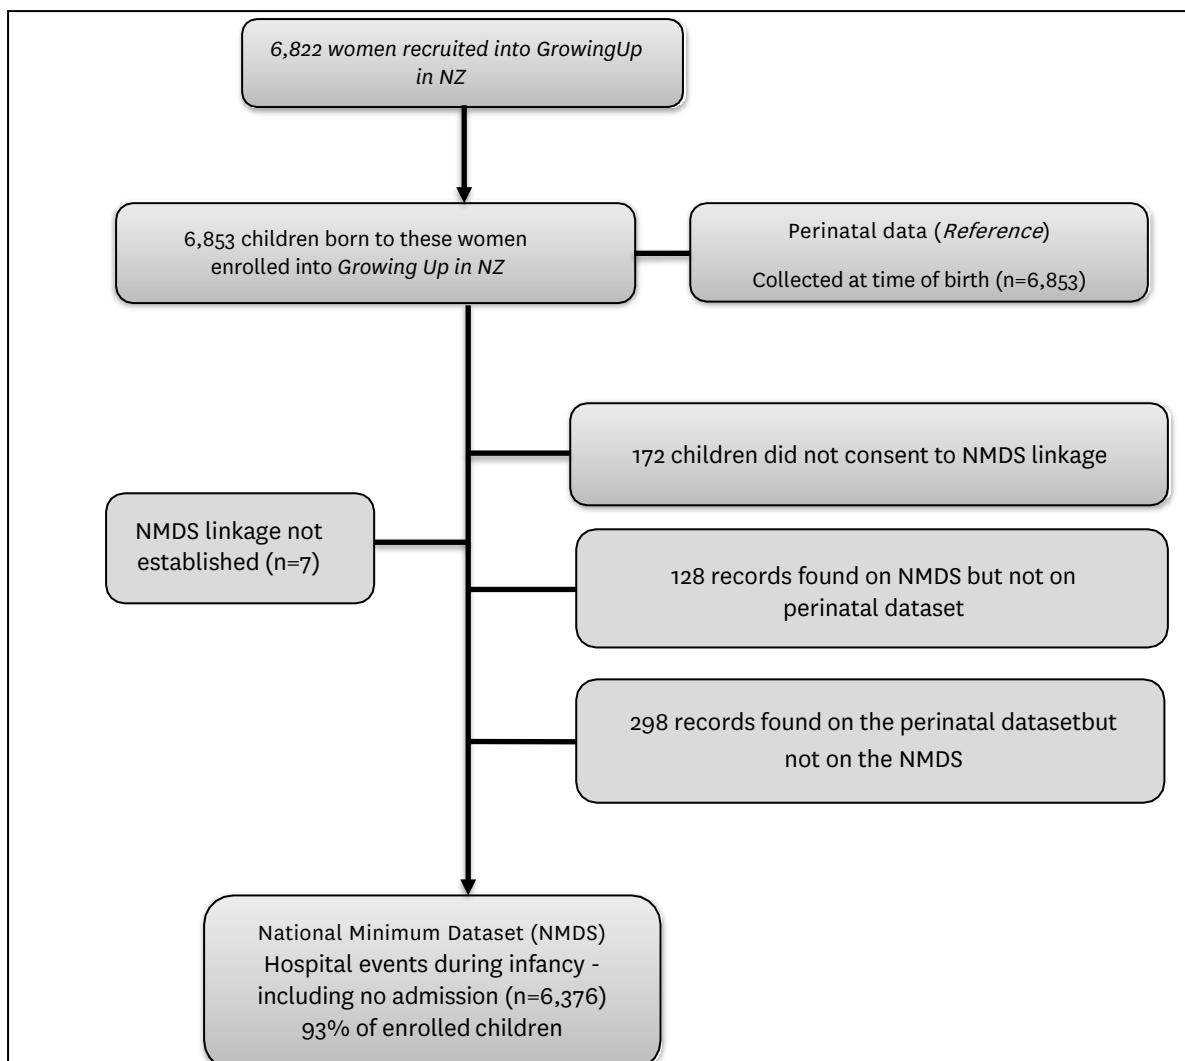 6,822 women recruited into GrowingUp
in NZ
6,853 children born to these women
enrolled into Growing Up in NZ
Perinatal data (Reference)
Collected at time of birth (n=6,853)
172 children did not consent to NMDS linkage
NMDS linkage not
established (n=7)
128 records found on NMDS but not on
perinatal dataset
298 records found on the perinatal datasetbut
not on the NMDS
National Minimum Dataset (NMDS)
Hospital events during infancy -
including no admission (n=6,376)
93% of enrolled children